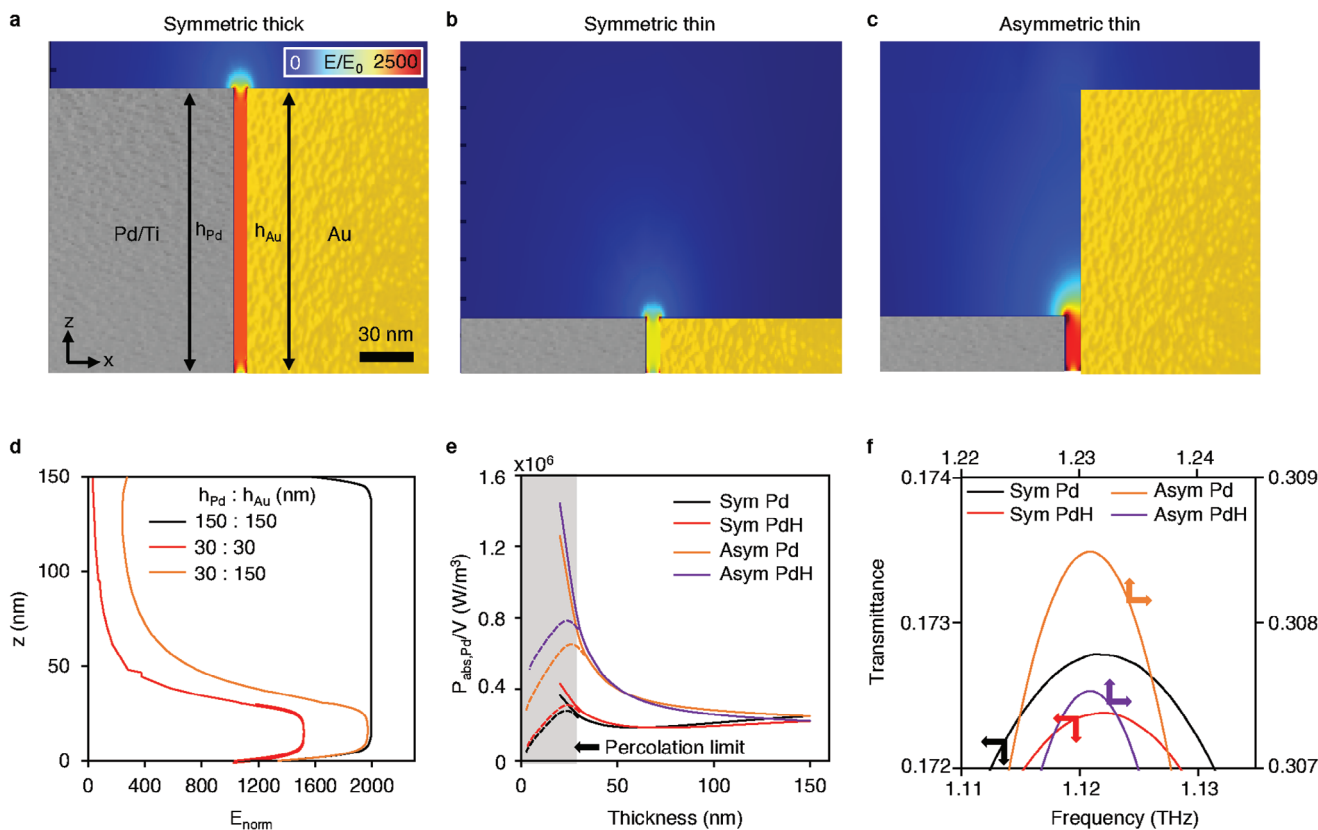 a
Symmetric thick
0 E/E0 2500
Pd/Ti
hPd
hAu
Au
z
x
30 nm
b
Symmetric thin
c
Asymmetric thin
d
150
100
50
0
z (nm)
hPd : hAu (nm)
150 : 150
30 : 30
30 : 150
0 400 800 1200 1600 2000
Enorm
e
x10^6
1.6
1.2
0.8
0.4
0
Pabs,Pd/V (W/m3)
Sym Pd
Sym PdH
Asym Pd
Asym PdH
Percolation limit
0 50 100 150
Thickness (nm)
f
1.22 1.23 1.24
0.174
0.173
0.172
Transmittance
Sym Pd
Sym PdH
Asym Pd
Asym PdH
0.309
0.308
0.307
1.11 1.12 1.13
Frequency (THz)